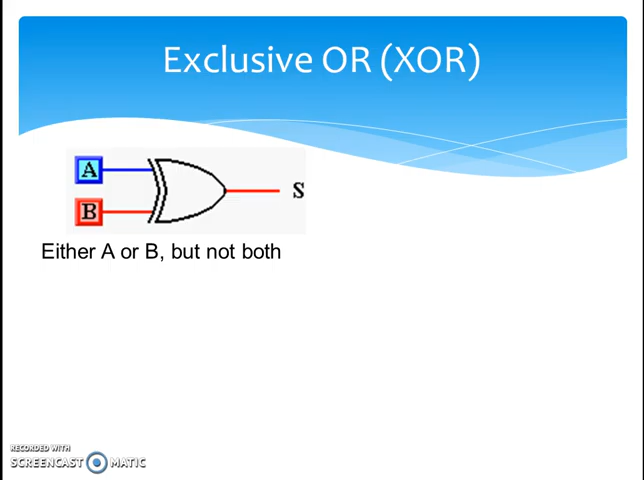 Exclusive OR (XOR)
A
B
S
Either A or B, but not both
RECORDED WITH
SCREENCAST MATIC